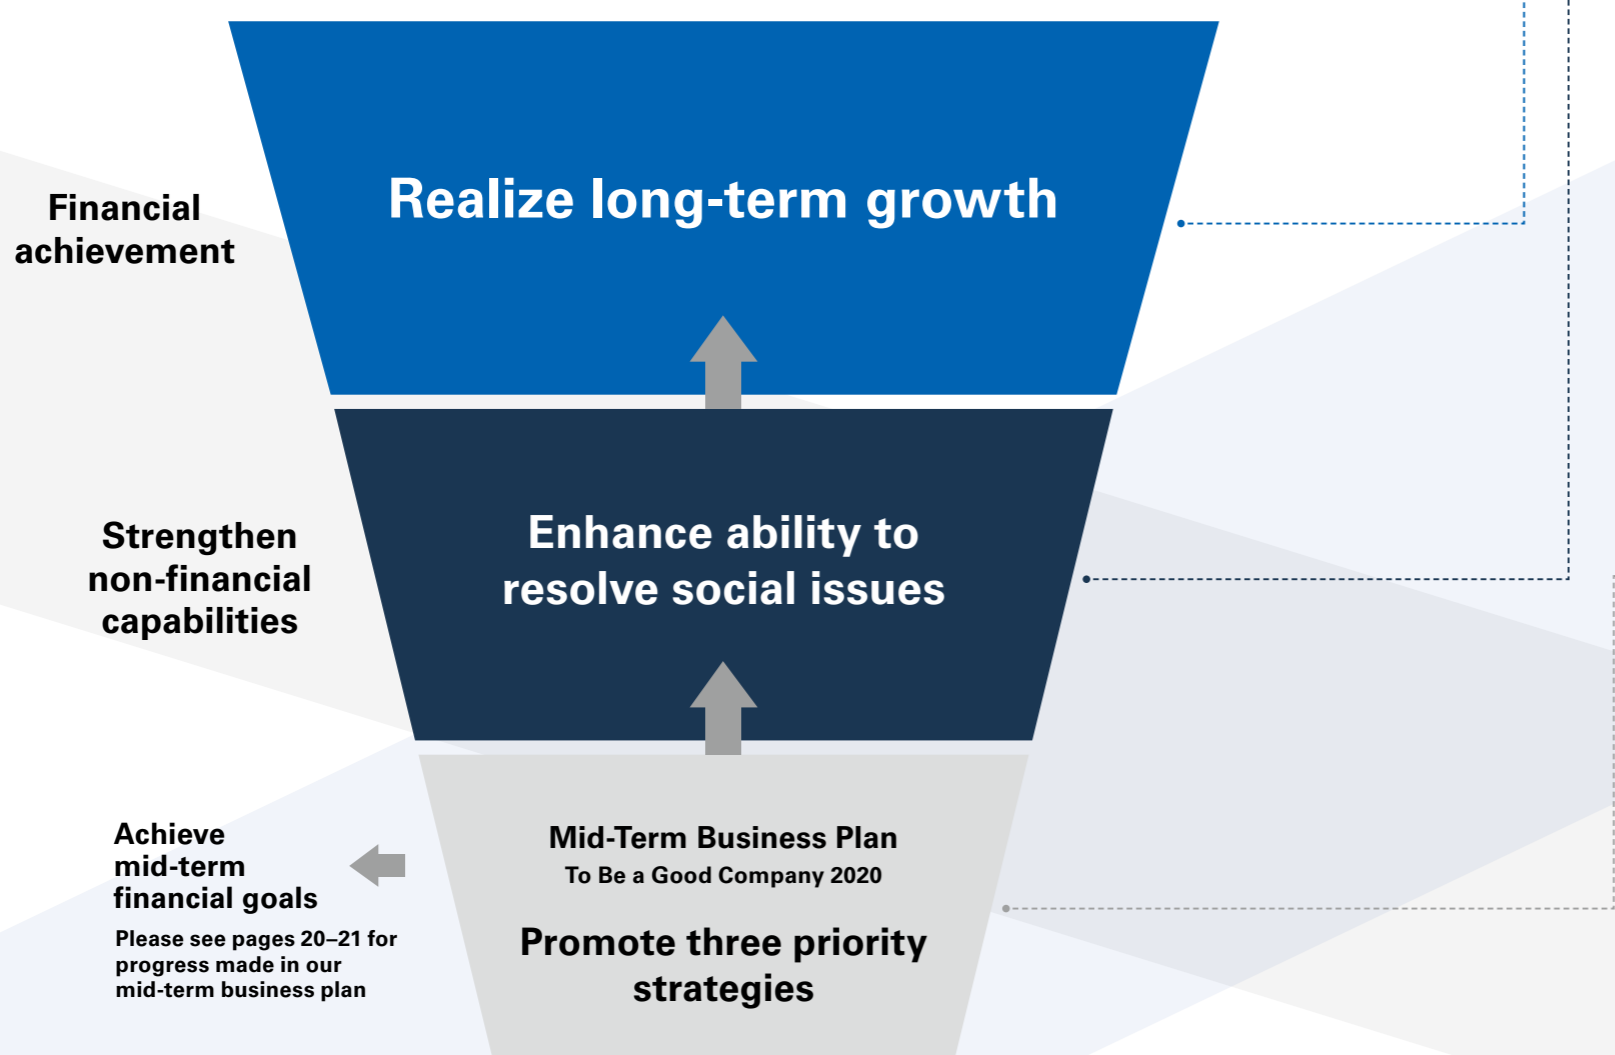 Financial
achievement
Realize long-term growth
Strengthen
non-financial
capabilities
Enhance ability to
resolve social issues
Achieve
mid-term
financial goals
Please see pages 20–21 for
progress made in our
mid-term business plan
Mid-Term Business Plan
To Be a Good Company 2020
Promote three priority
strategies